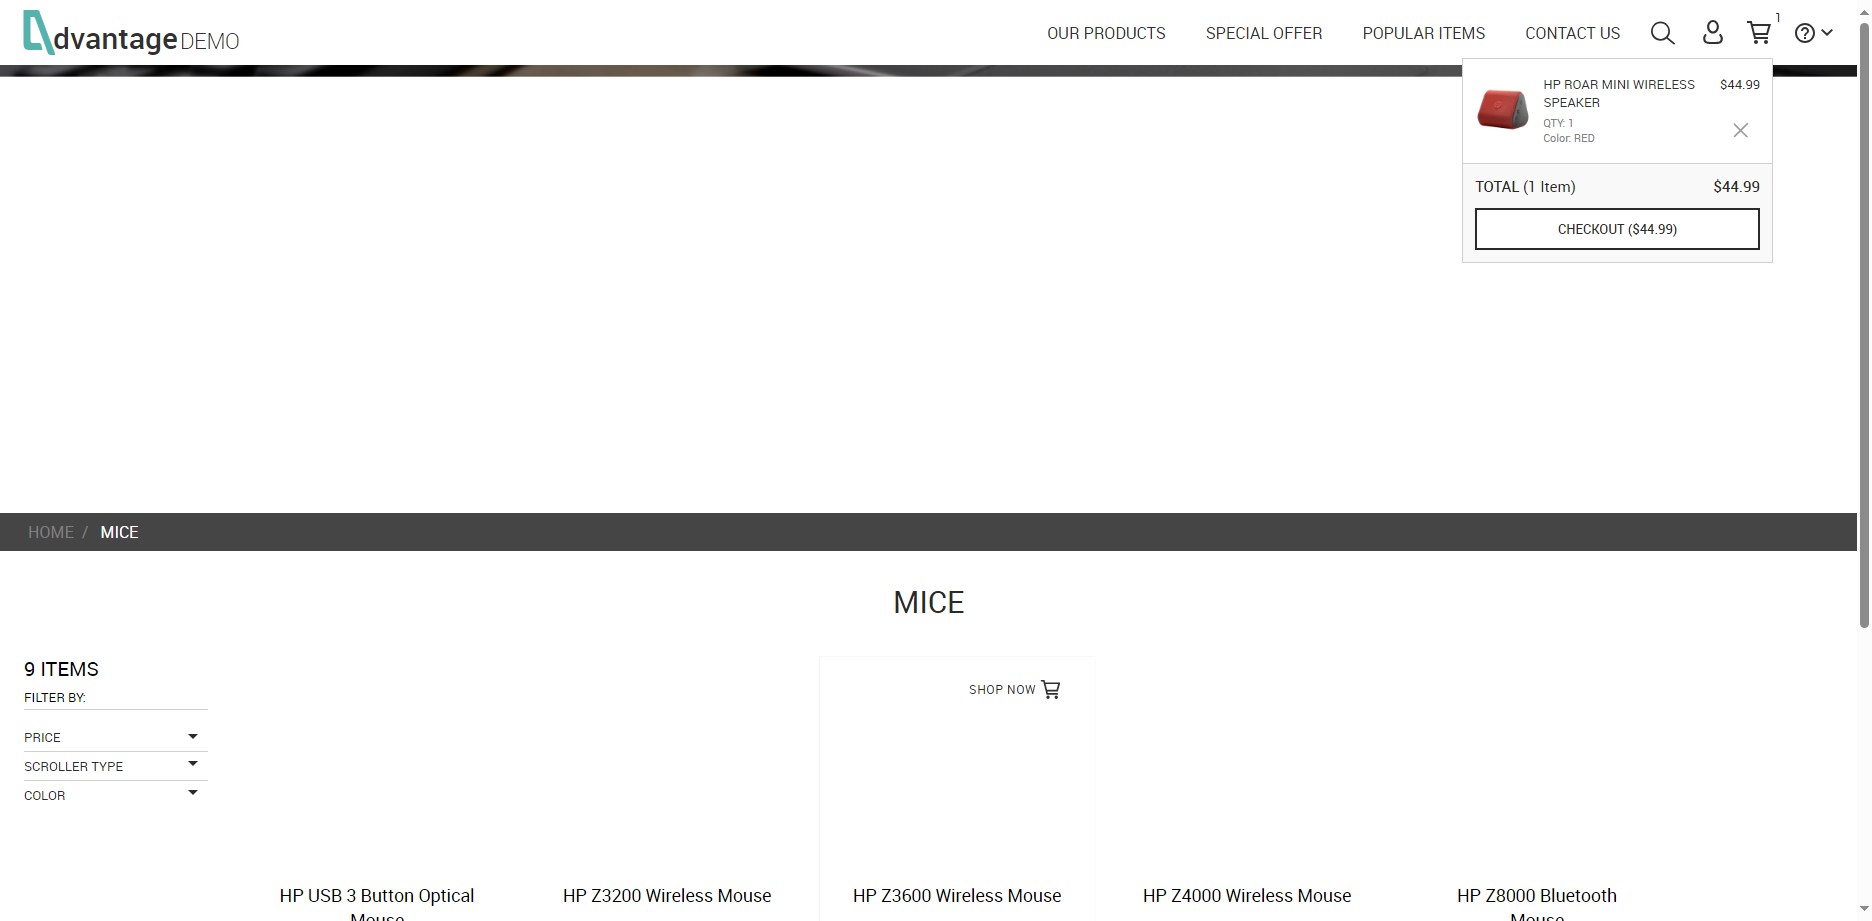 dvantage DEMO
OUR PRODUCTS
SPECIAL OFFER
POPULAR ITEMS
CONTACT US
1
HP ROAR MINI WIRELESS
SPEAKER
$44.99
QTY: 1
Color: RED
TOTAL (1 Item)
$44.99
CHECKOUT ($44.99)
HOME / MICE
MICE
9 ITEMS
FILTER BY:
PRICE
SCROLLER TYPE
COLOR
SHOP NOW
HP USB 3 Button Optical
Mouse
HP Z3200 Wireless Mouse
HP Z3600 Wireless Mouse
HP Z4000 Wireless Mouse
HP Z8000 Bluetooth
Mouse